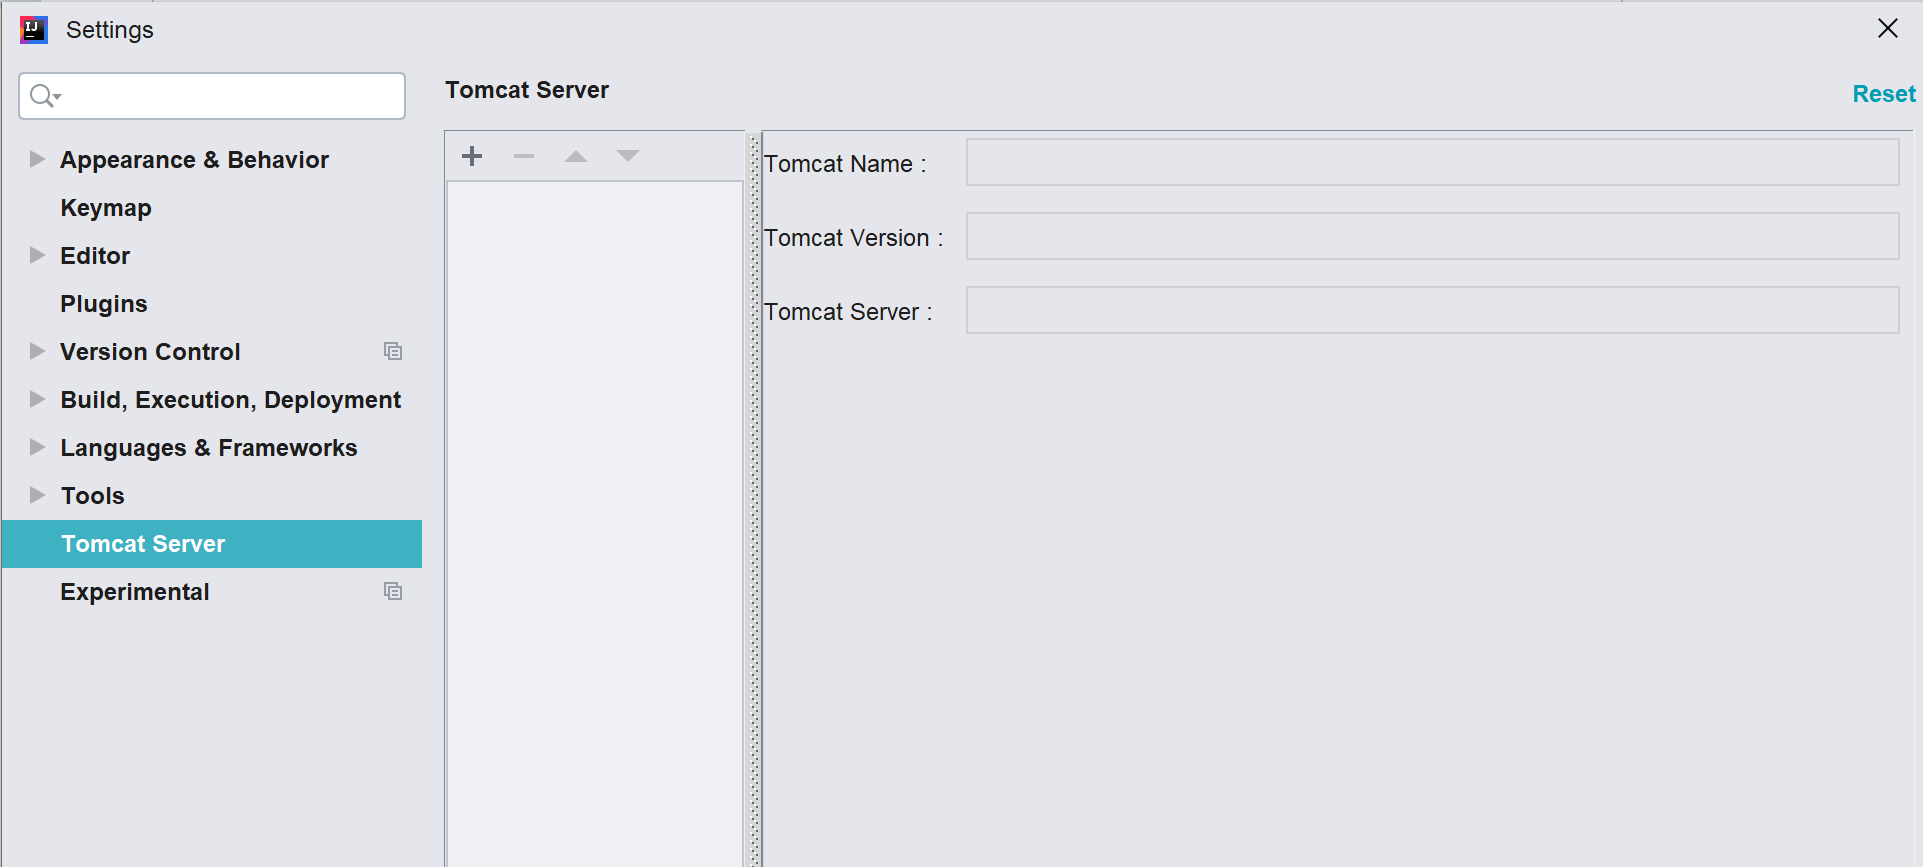 IJ
Settings
Tomcat Server
Reset
Appearance & Behavior
Keymap
Editor
Plugins
Version Control
Build, Execution, Deployment
Languages & Frameworks
Tools
Tomcat Server
Experimental
Tomcat Name :
Tomcat Version :
Tomcat Server :